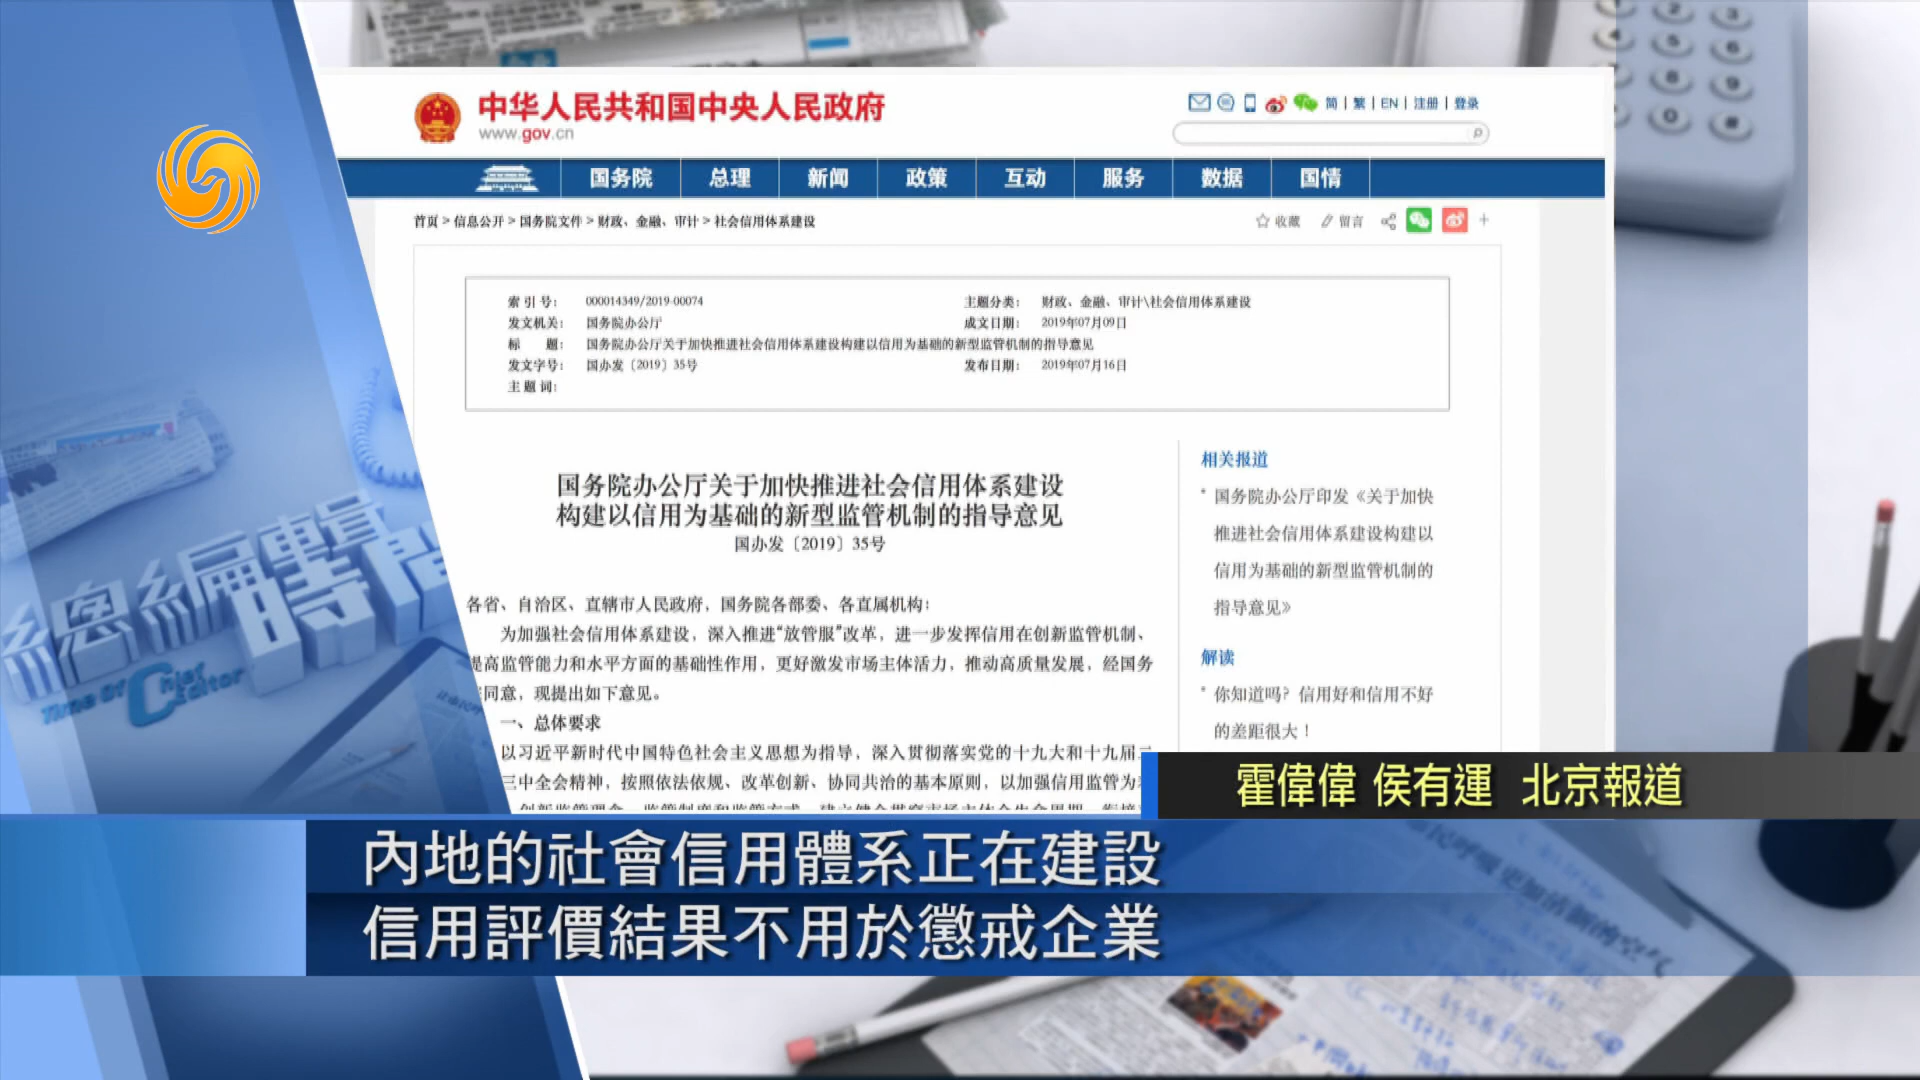 中华人民共和国中央人民政府
www.gov.cn
简 | 繁 | EN | 注册 | 登录
国务院 总理 新闻 政策 互动 服务 数据 国情
首页 > 信息公开 > 国务院文件 > 财政、金融、审计 > 社会信用体系建设
收藏 留言
索 引 号： 000014349/2019-00074 主题分类： 财政、金融、审计\社会信用体系建设
发文机关： 国务院办公厅 成文日期： 2019年07月09日
标 题： 国务院办公厅关于加快推进社会信用体系建设构建以信用为基础的新型监管机制的指导意见
发文字号： 国办发〔2019〕35号 发布日期： 2019年07月16日
主 题 词：
国务院办公厅关于加快推进社会信用体系建设
构建以信用为基础的新型监管机制的指导意见
国办发〔2019〕35号
各省、自治区、直辖市人民政府，国务院各部委、各直属机构：
为加强社会信用体系建设，深入推进“放管服”改革，进一步发挥信用在创新监管机制、
提高监管能力和水平方面的基础性作用，更好激发市场主体活力，推动高质量发展，经国务
同意，现提出如下意见。
一、总体要求
以习近平新时代中国特色社会主义思想为指导，深入贯彻落实党的十九大和十九届二
三中全会精神，按照依法依规、改革创新、协同共治的基本原则，以加强信用监管为
相关报道
国务院办公厅印发《关于加快
推进社会信用体系建设构建以
信用为基础的新型监管机制的
指导意见》
解读
你知道吗？信用好和信用不好
的差距很大！
總編輯時間
Time Of Chief Editor
霍偉偉 侯有運 北京報道
內地的社會信用體系正在建設
信用評價結果不用於懲戒企業